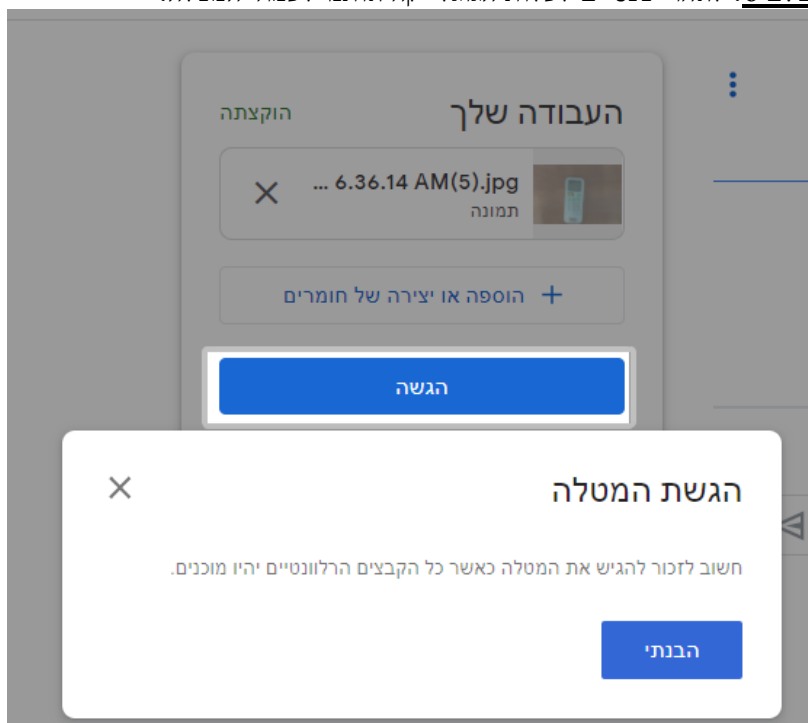 העבודה שלך
הוקצתה
... 6.36.14 AM(5).jpg
תמונה
הוספה או יצירה של חומרים
הגשה
הגשת המטלה
חשוב לזכור להגיש את המטלה כאשר כל הקבצים הרלוונטיים יהיו מוכנים.
הבנתי